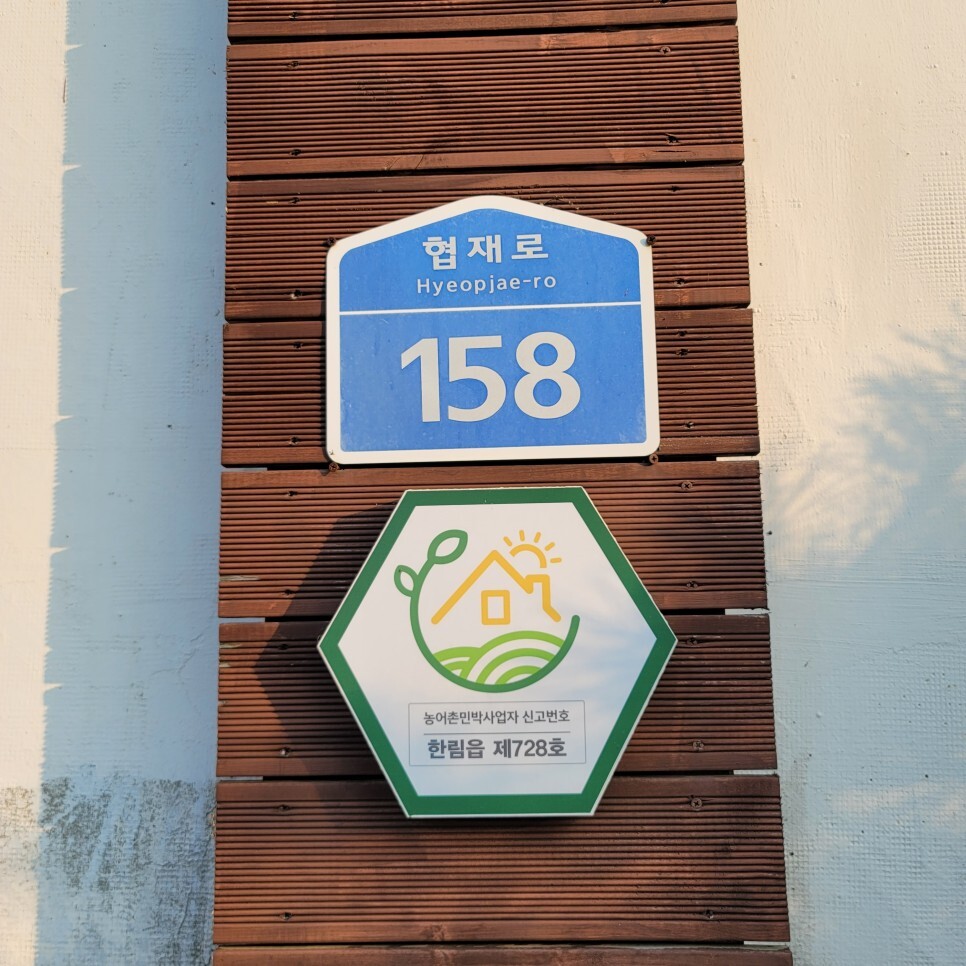 협재로
Hyeopjae-ro
158
농어촌민박사업자 신고번호
한림읍 제728호